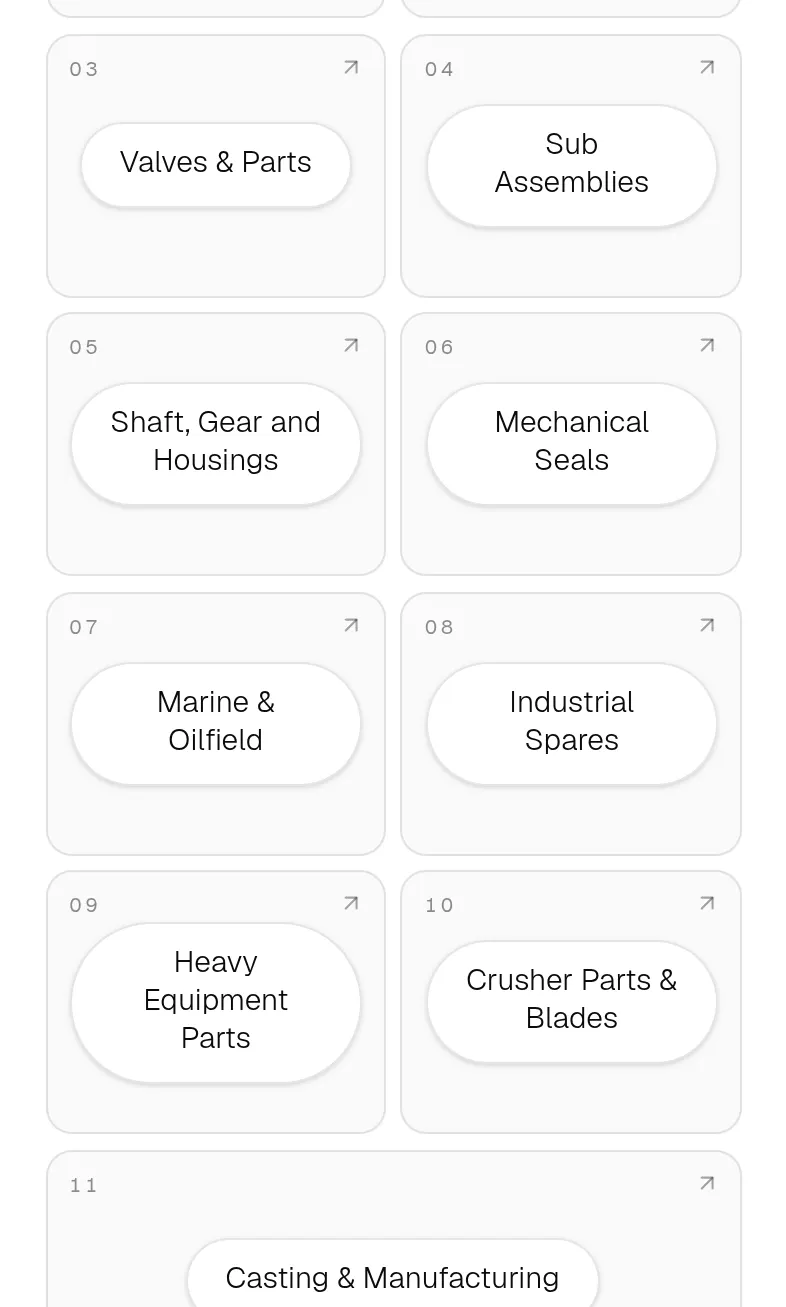 03
Valves & Parts
04
Sub
Assemblies
05
Shaft, Gear and
Housings
06
Mechanical
Seals
07
Marine &
Oilfield
08
Industrial
Spares
09
Heavy
Equipment
Parts
10
Crusher Parts &
Blades
11
Casting & Manufacturing